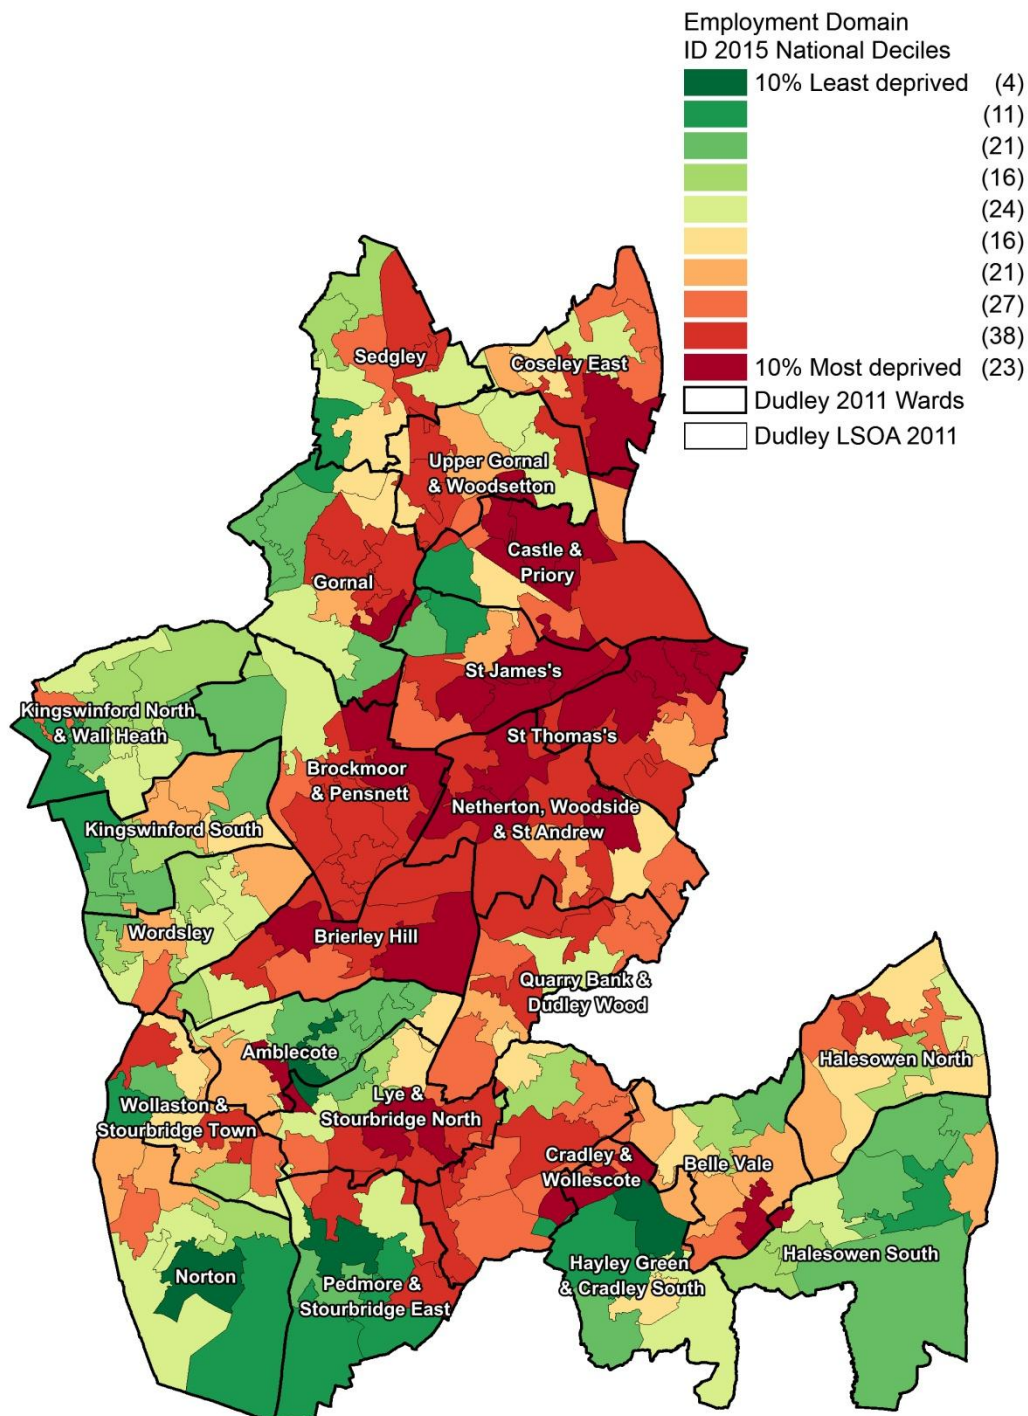 Employment Domain
ID 2015 National Deciles
10% Least deprived (4)
(11)
(21)
(16)
(24)
(16)
(21)
(27)
(38)
10% Most deprived (23)
Dudley 2011 Wards
Dudley LSOA 2011
Sedgley
Coseley East
Upper Gornal
& Woodsetton
Castle &
Priory
Gornal
St James's
Kingswinford North
& Wall Heath
St Thomas's
Brockmoor
& Pensnett
Netherton, Woodside
& St Andrew
Kingswinford South
Wordsley
Brierley Hill
Quarry Bank &
Dudley Wood
Amblecote
Halesowen North
Lye &
Stourbridge North
Wollaston &
Stourbridge Town
Cradley &
Wollescote
Belle Vale
Halesowen South
Norton
Pedmore &
Stourbridge East
Hayley Green
& Cradley South